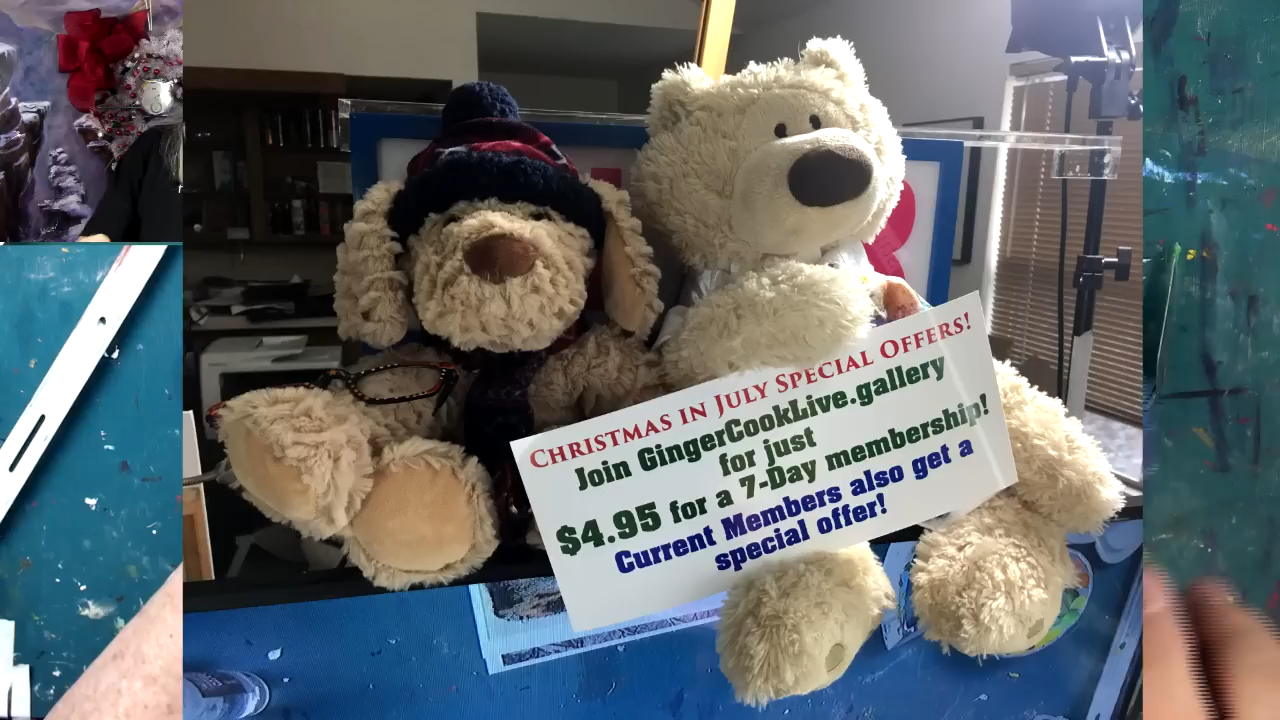 CHRISTMAS IN JULY SPECIAL OFFERS!
Join GingerCookLive.gallery
for just
$4.95 for a 7-Day membership!
Current Members also get a
special offer!